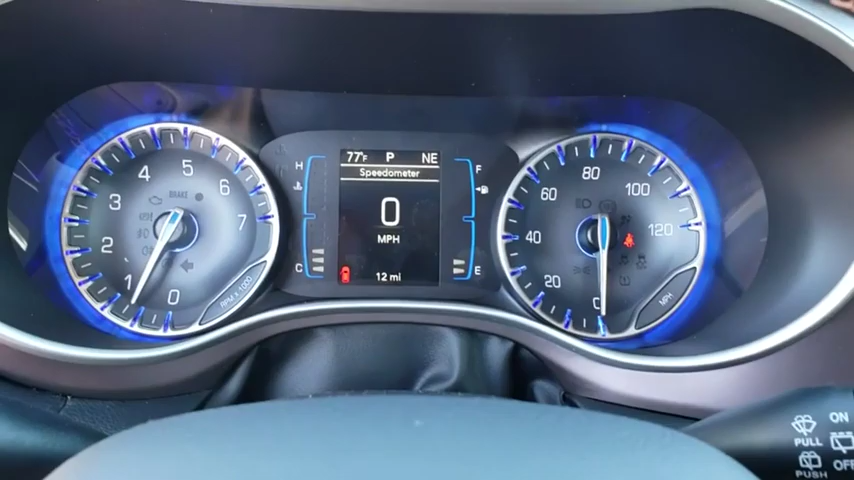 4 5 6
3 BRAKE
7
2
1
0
RPM x 1000
77°F P NE
Speedometer
0
MPH
12 mi
H
C
F
E
80
60 100
40 120
20
0
MPH
ON
PULL
OFF
PUSH